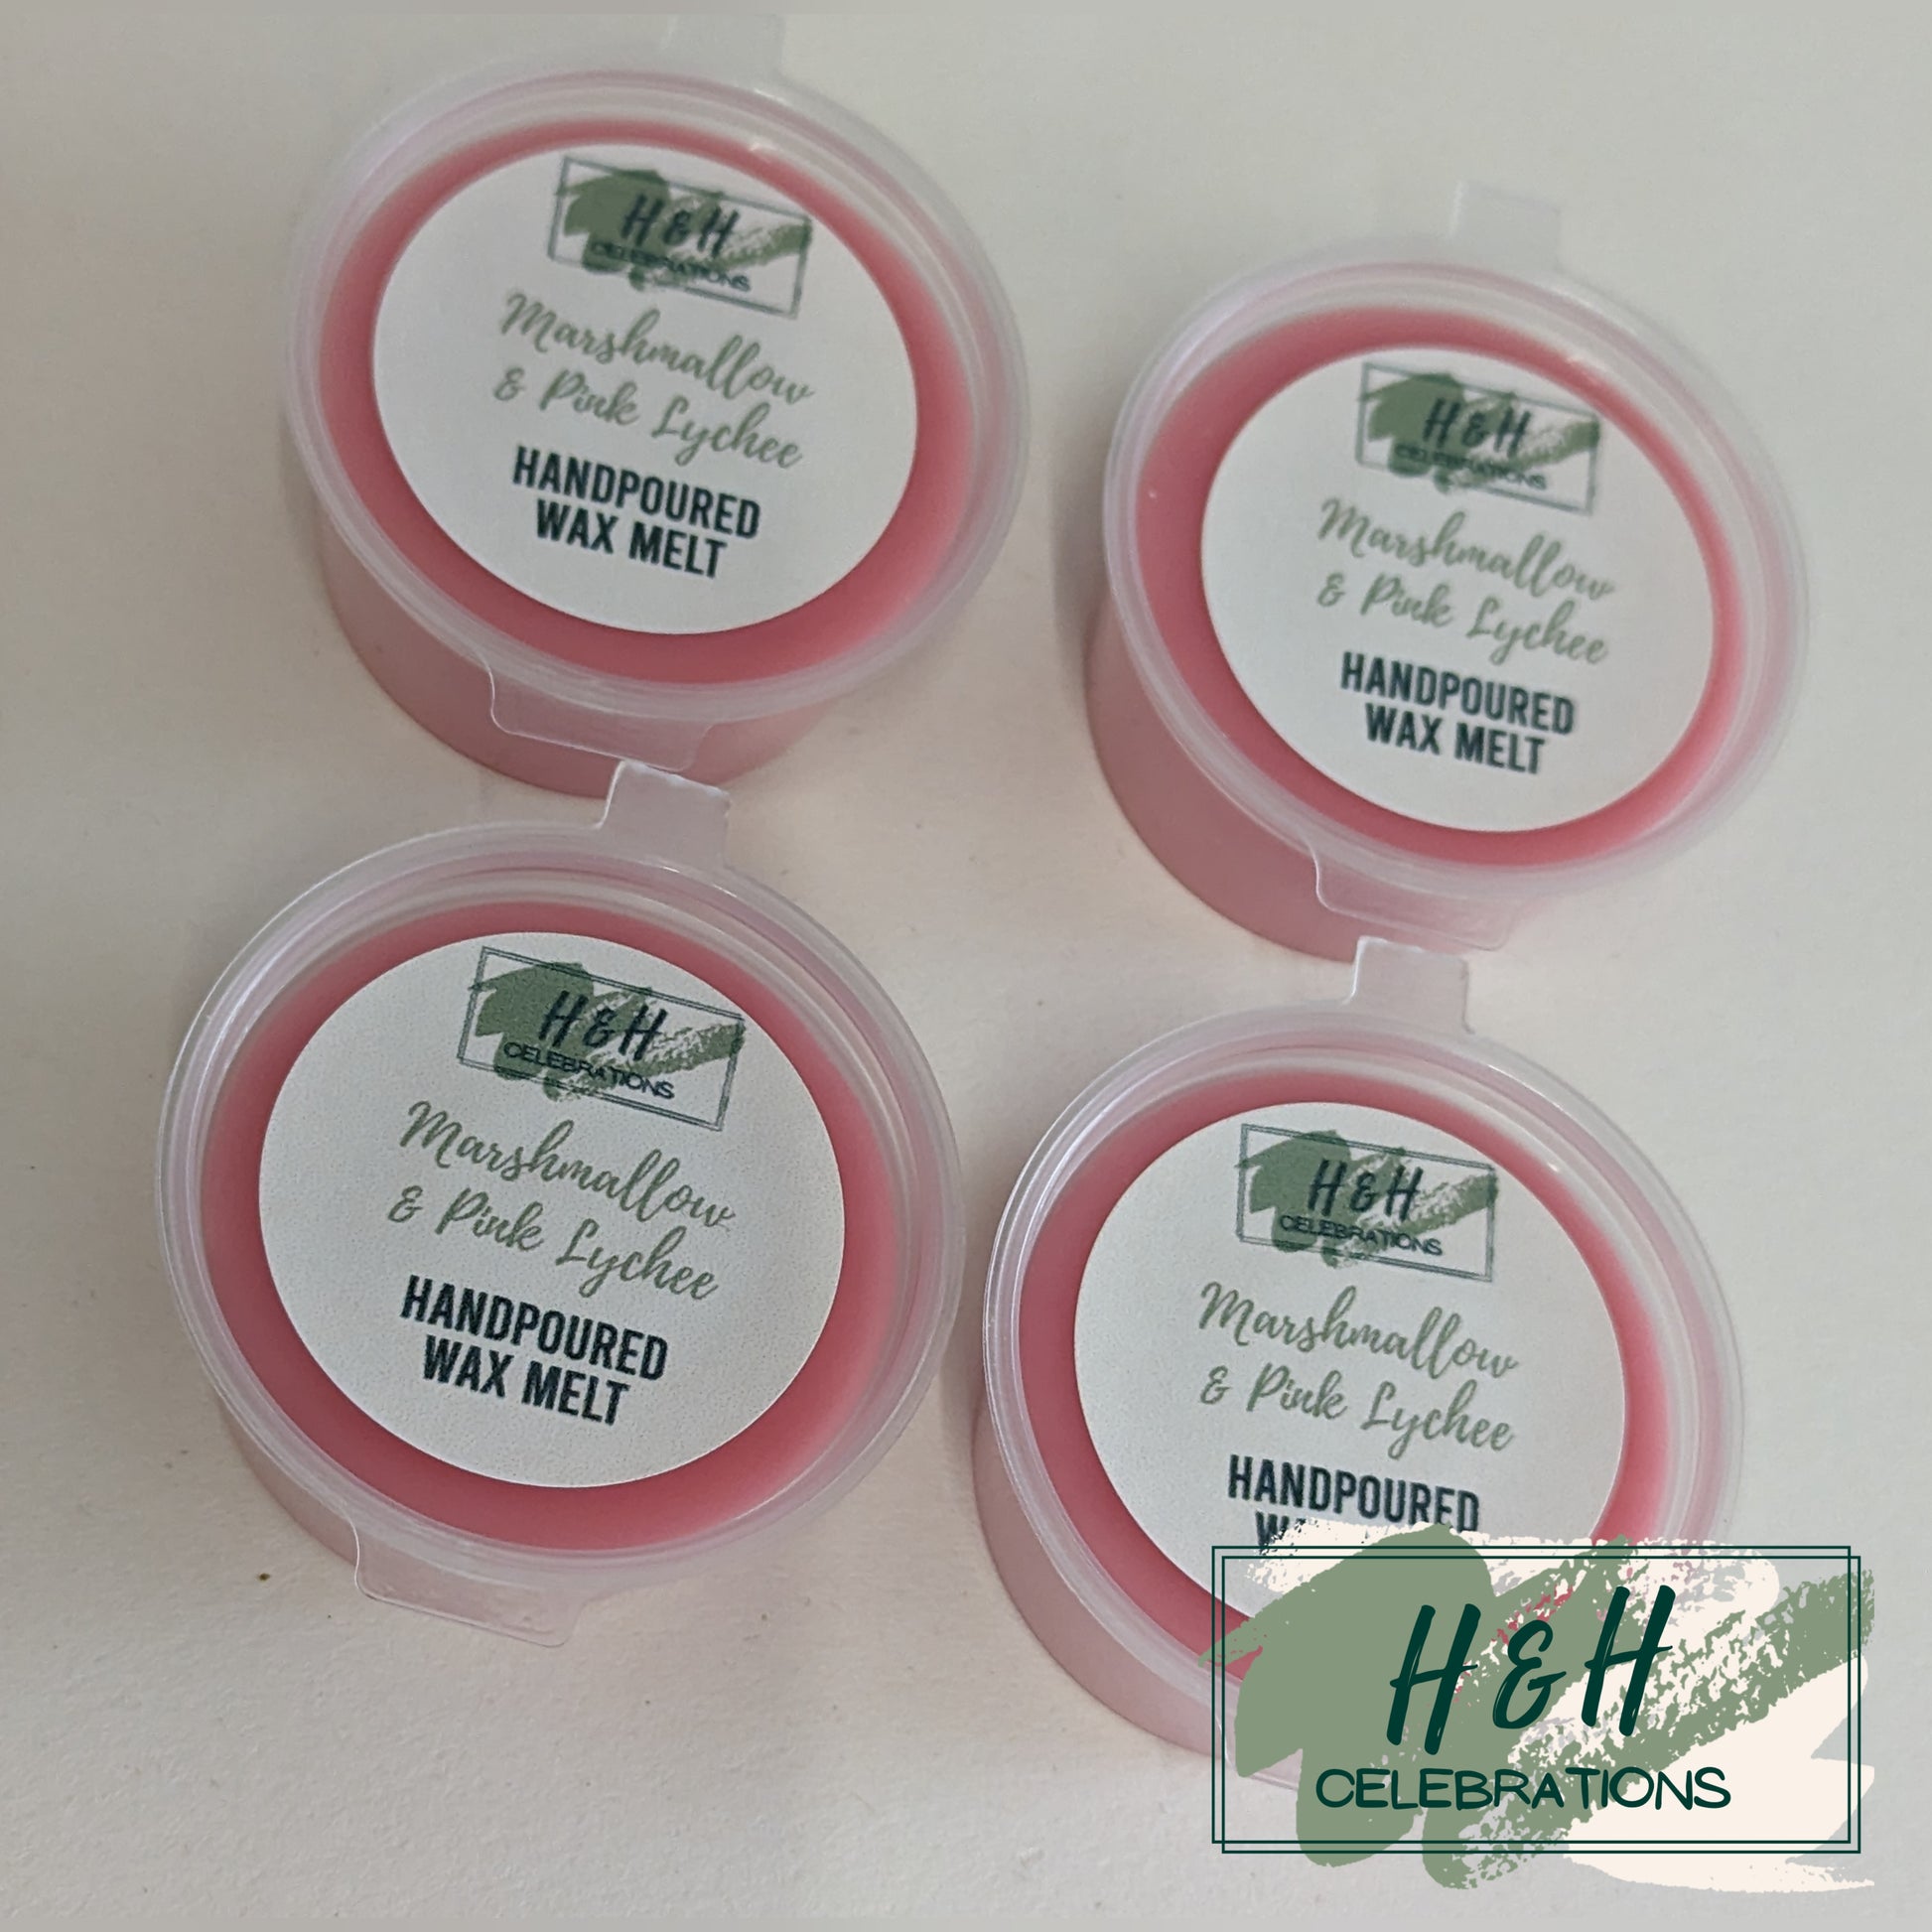 H & H
CELEBRATIONS
Marshmallow
& Pink Lychee
HANDPOURED
WAX MELT
H & H
CELEBRATIONS
Marshmallow
& Pink Lychee
HANDPOURED
WAX MELT
H & H
CELEBRATIONS
Marshmallow
& Pink Lychee
HANDPOURED
WAX MELT
H & H
CELEBRATIONS
Marshmallow
& Pink Lychee
HANDPOURED
H & H
CELEBRATIONS